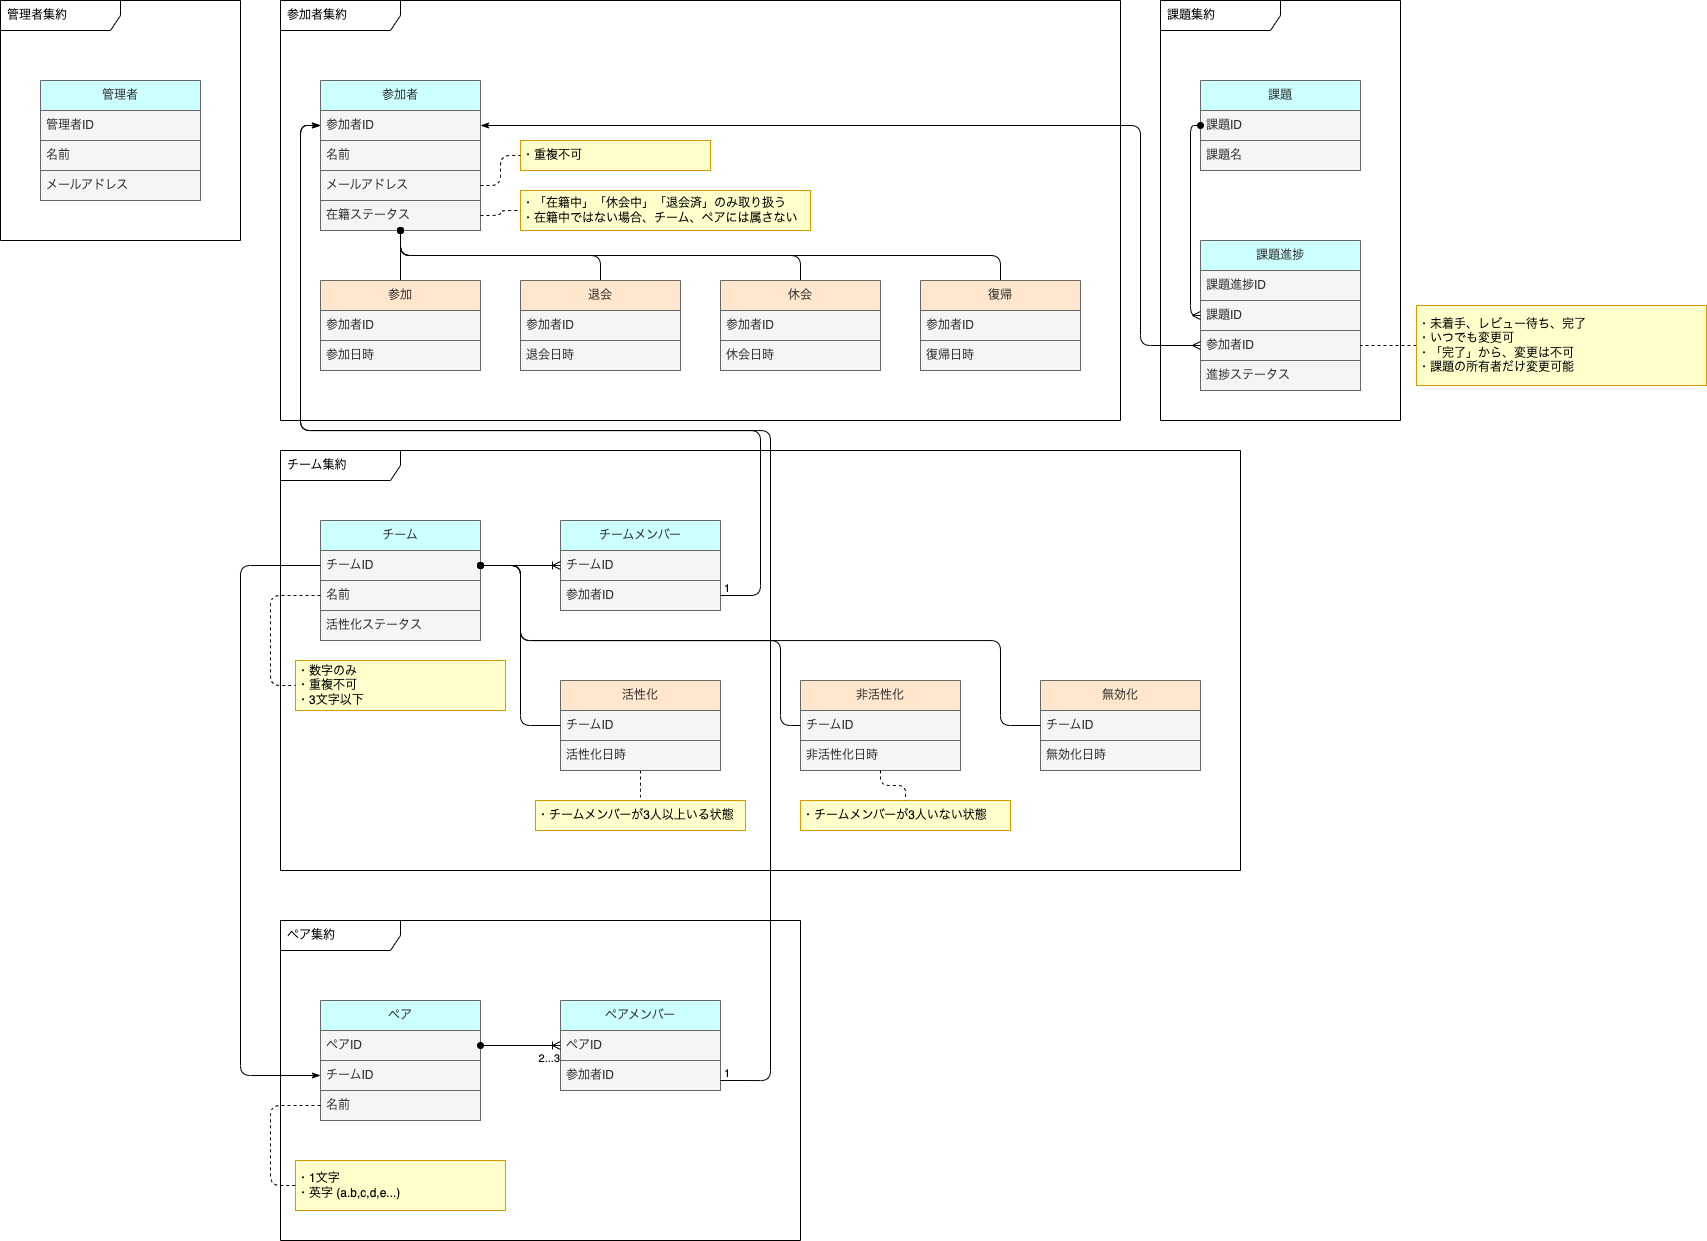 管理者集約
管理者
管理者ID
名前
メールアドレス
参加者集約
参加者
参加者ID
名前
メールアドレス
在籍ステータス
・重複不可
・「在籍中」「休会中」「退会済」のみ取り扱う
・在籍中ではない場合、チーム、ペアには属さない
参加
参加者ID
参加日時
退会
参加者ID
退会日時
休会
参加者ID
休会日時
復帰
参加者ID
復帰日時
課題集約
課題
課題ID
課題名
課題進捗
課題進捗ID
課題ID
参加者ID
進捗ステータス
・未着手、レビュー待ち、完了
・いつでも変更可
・「完了」から、変更は不可
・課題の所有者だけ変更可能
チーム集約
チーム
チームID
名前
活性化ステータス
・数字のみ
・重複不可
・3文字以下
チームメンバー
チームID
参加者ID
1
活性化
チームID
活性化日時
・チームメンバーが3人以上いる状態
非活性化
チームID
非活性化日時
・チームメンバーが3人いない状態
無効化
チームID
無効化日時
ペア集約
ペア
ペアID
チームID
名前
・1文字
・英字 (a.b,c,d,e...)
2...3
ペアメンバー
ペアID
参加者ID
1